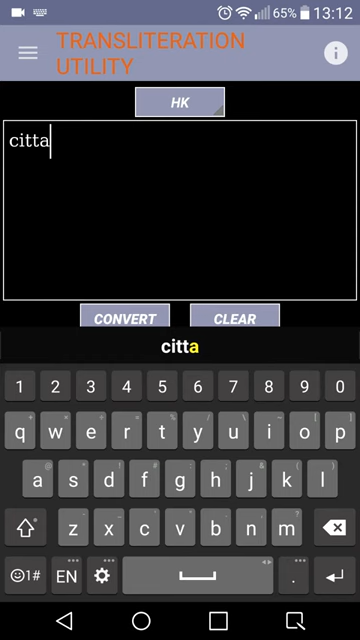 65% 13:12
TRANSLITERATION
UTILITY
HK
citta
CONVERT CLEAR
citta
1 2 3 4 5 6 7 8 9 0
q w e r t y u i o p
a s d f g h j k l
z x c v b n m
1# EN .